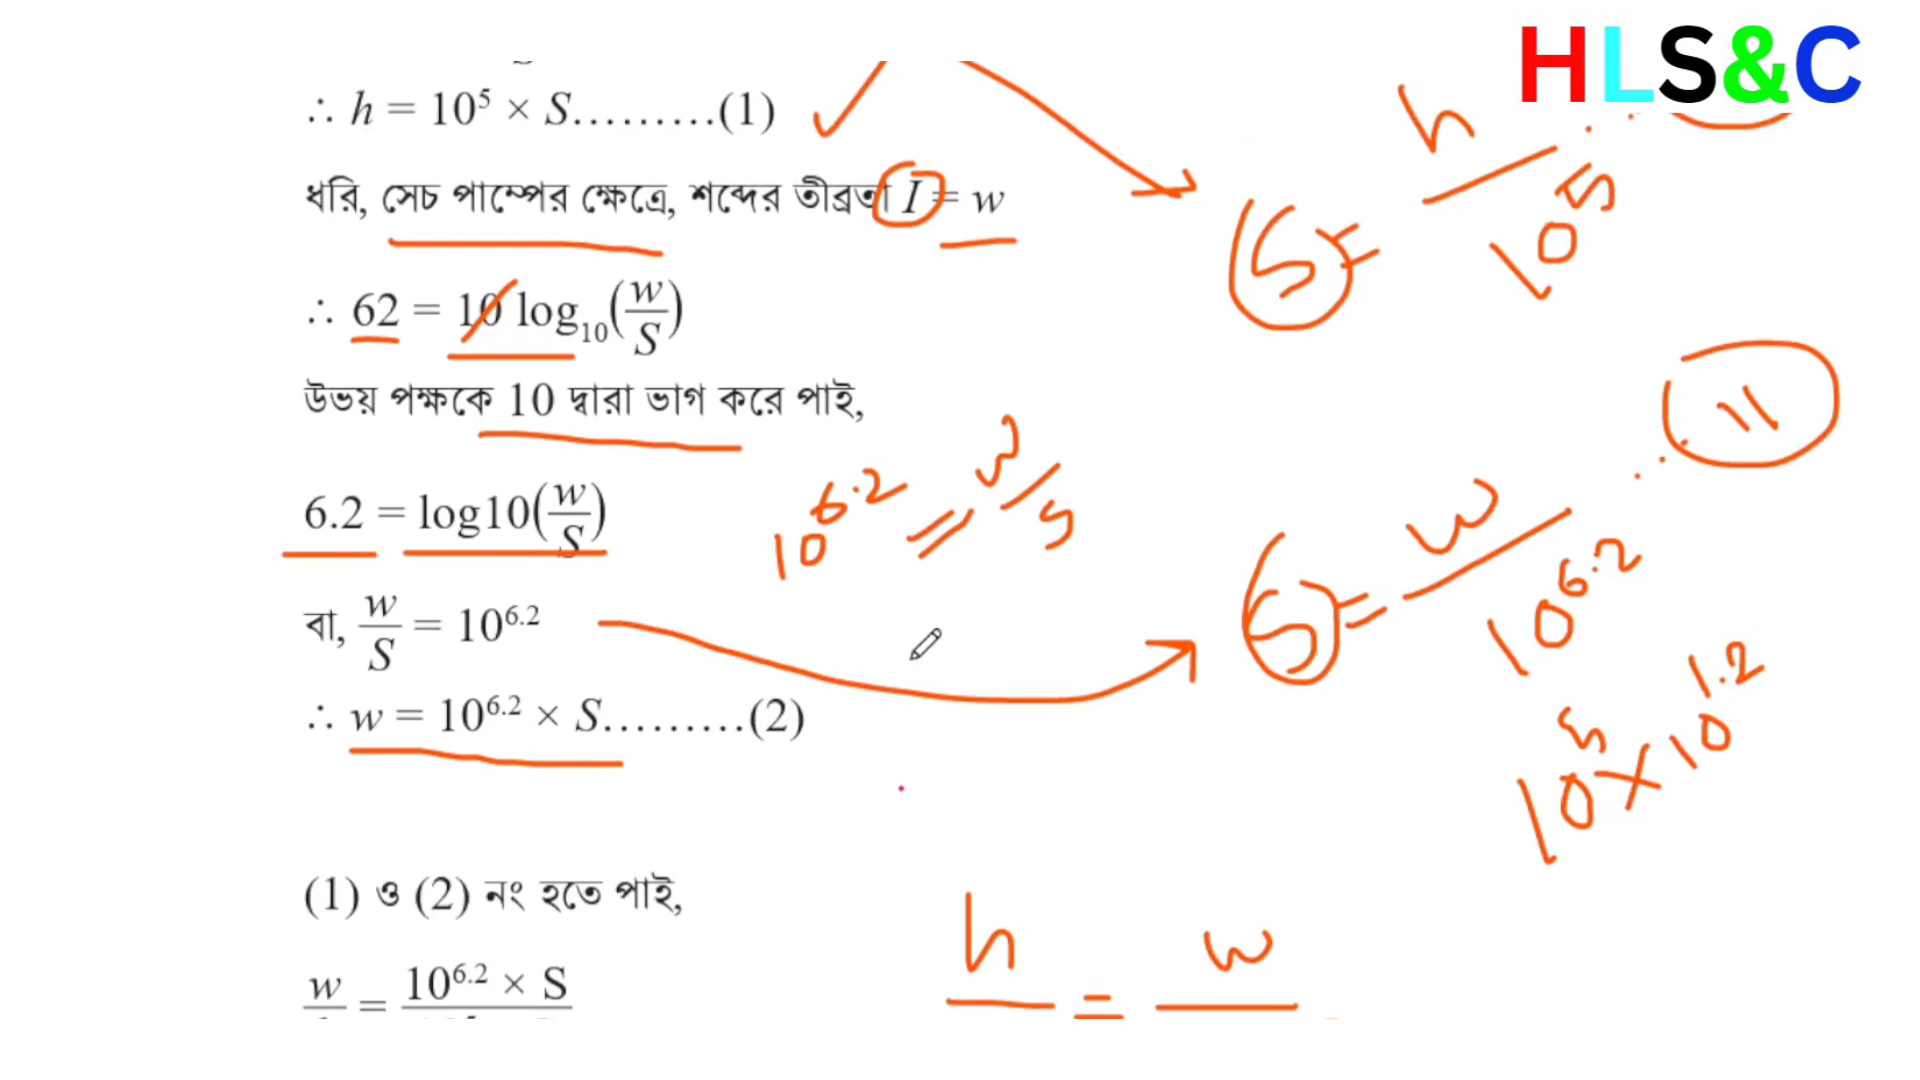 HLS&C
∴ h = 10⁵ × S.........(1)
ধরি, সেচ পাম্পের ক্ষেত্রে, শব্দের তীব্রতা I = w
∴ 62 = 10 log₁₀(w/S)
উভয় পক্ষকে 10 দ্বারা ভাগ করে পাই,
6.2 = log10(w/S)
বা, w/S = 10^6.2
∴ w = 10^6.2 × S.........(2)
(1) ও (2) নং হতে পাই,
w
= 10^6.2 × S
S = h/10⁵
10^6.2 = w/s
S = w/10^6.2 ... 11
10⁵ × 10^1.2
h = w